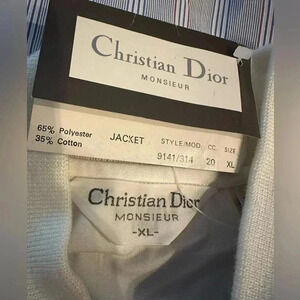 Christian Dior
MONSIEUR
65% Polyester
35% Cotton
JACKET
STYLE/MOD. CC. SIZE
9141/314 20 XL
Christian Dior
MONSIEUR
-XL-